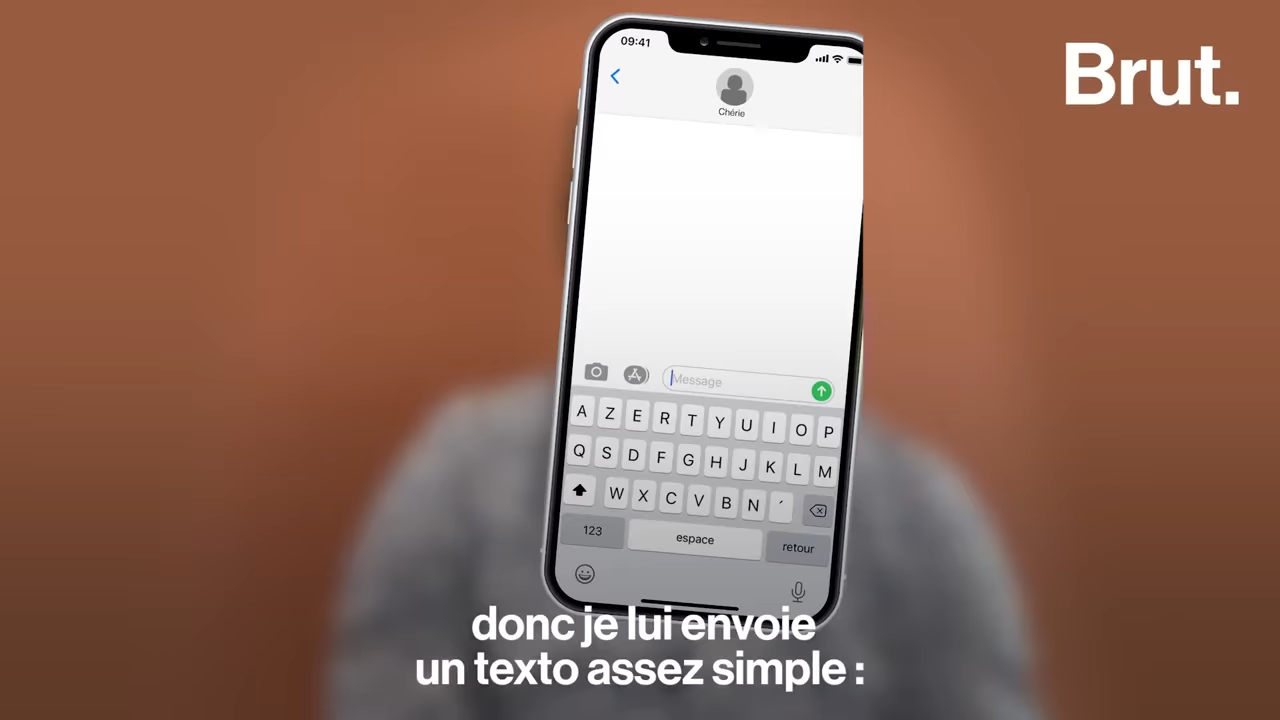 09:41
Brut.
Chérie
Message
A Z E R T Y U I O P
Q S D F G H J K L M
W X C V B N ´
123 espace retour
donc je lui envoie
un texto assez simple :